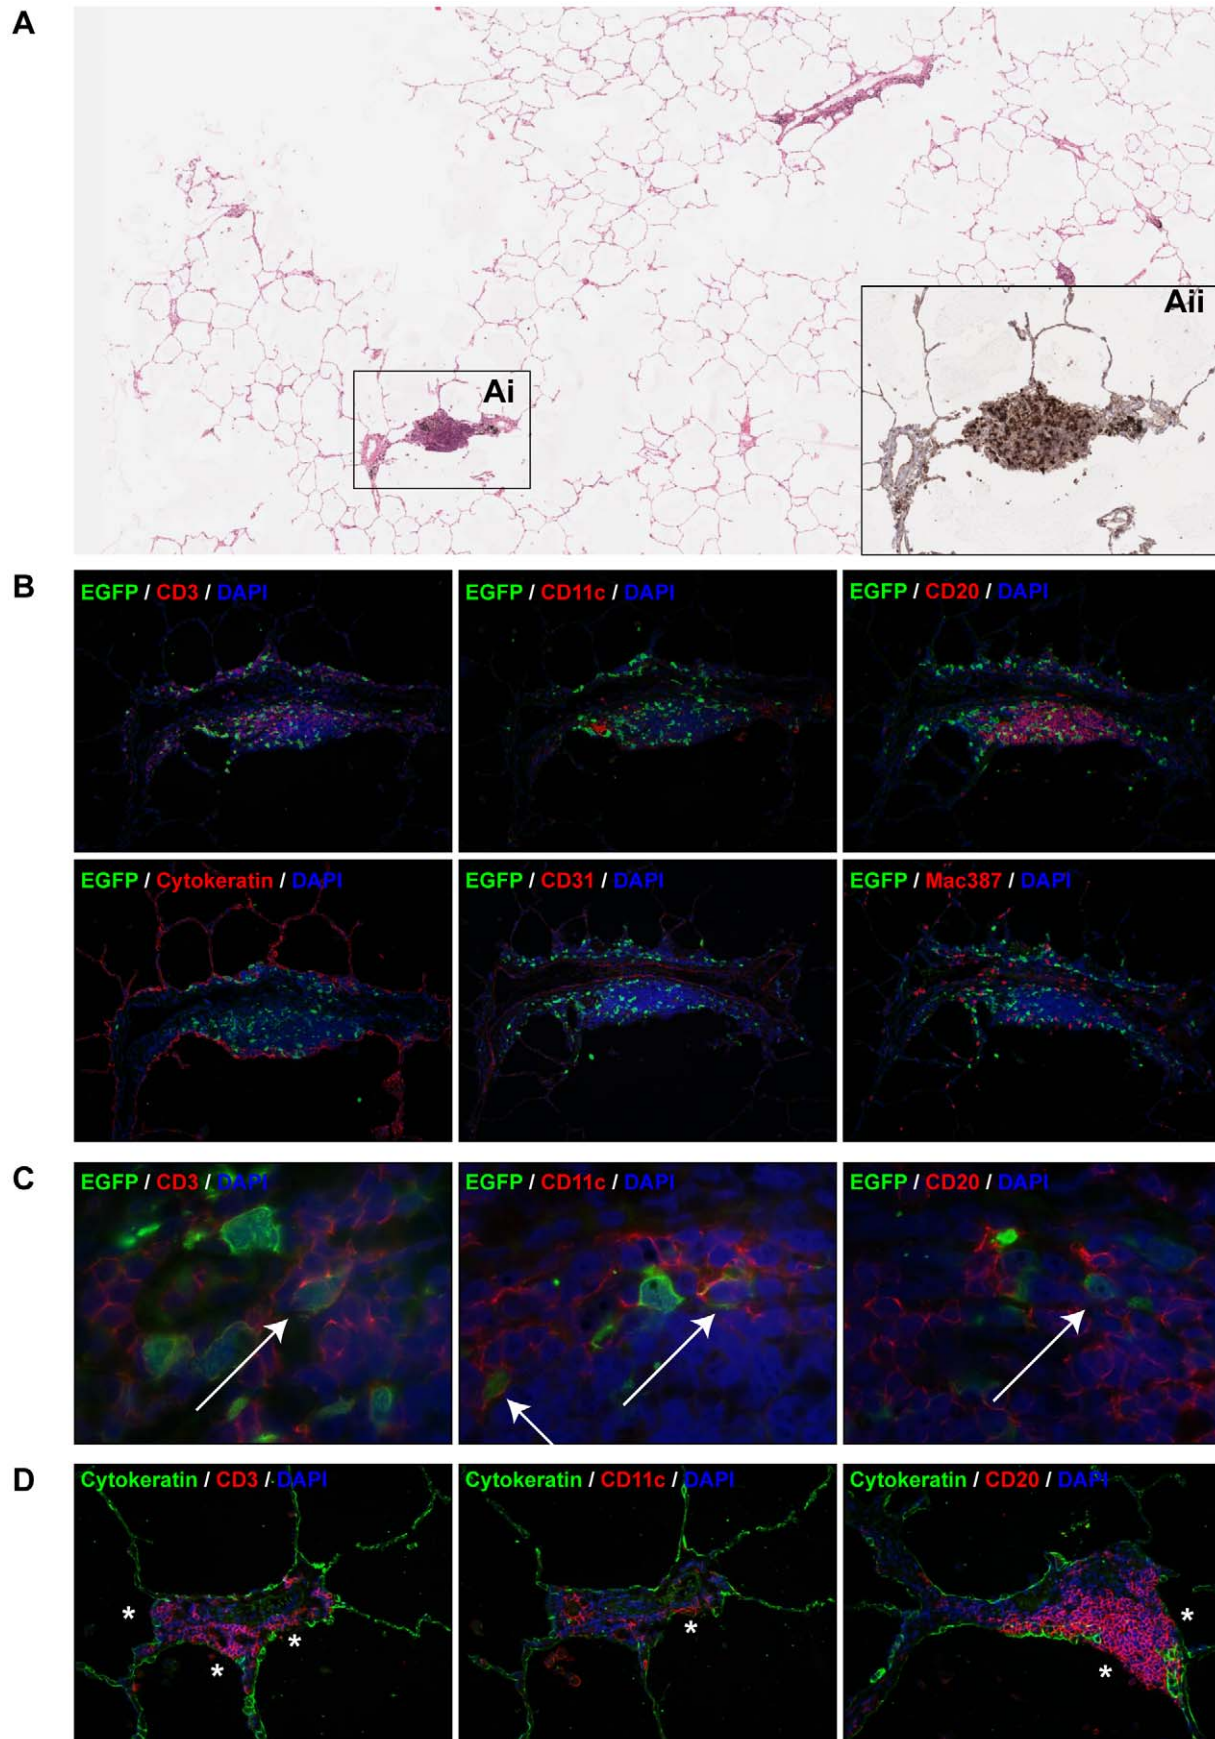 A
Ai
Aii
B
EGFP / CD3 / DAPI
EGFP / CD11c / DAPI
EGFP / CD20 / DAPI
EGFP / Cytokeratin / DAPI
EGFP / CD31 / DAPI
EGFP / Mac387 / DAPI
C
EGFP / CD3 / DAPI
EGFP / CD11c / DAPI
EGFP / CD20 / DAPI
D
Cytokeratin / CD3 / DAPI
Cytokeratin / CD11c / DAPI
Cytokeratin / CD20 / DAPI
* * *
*
* *